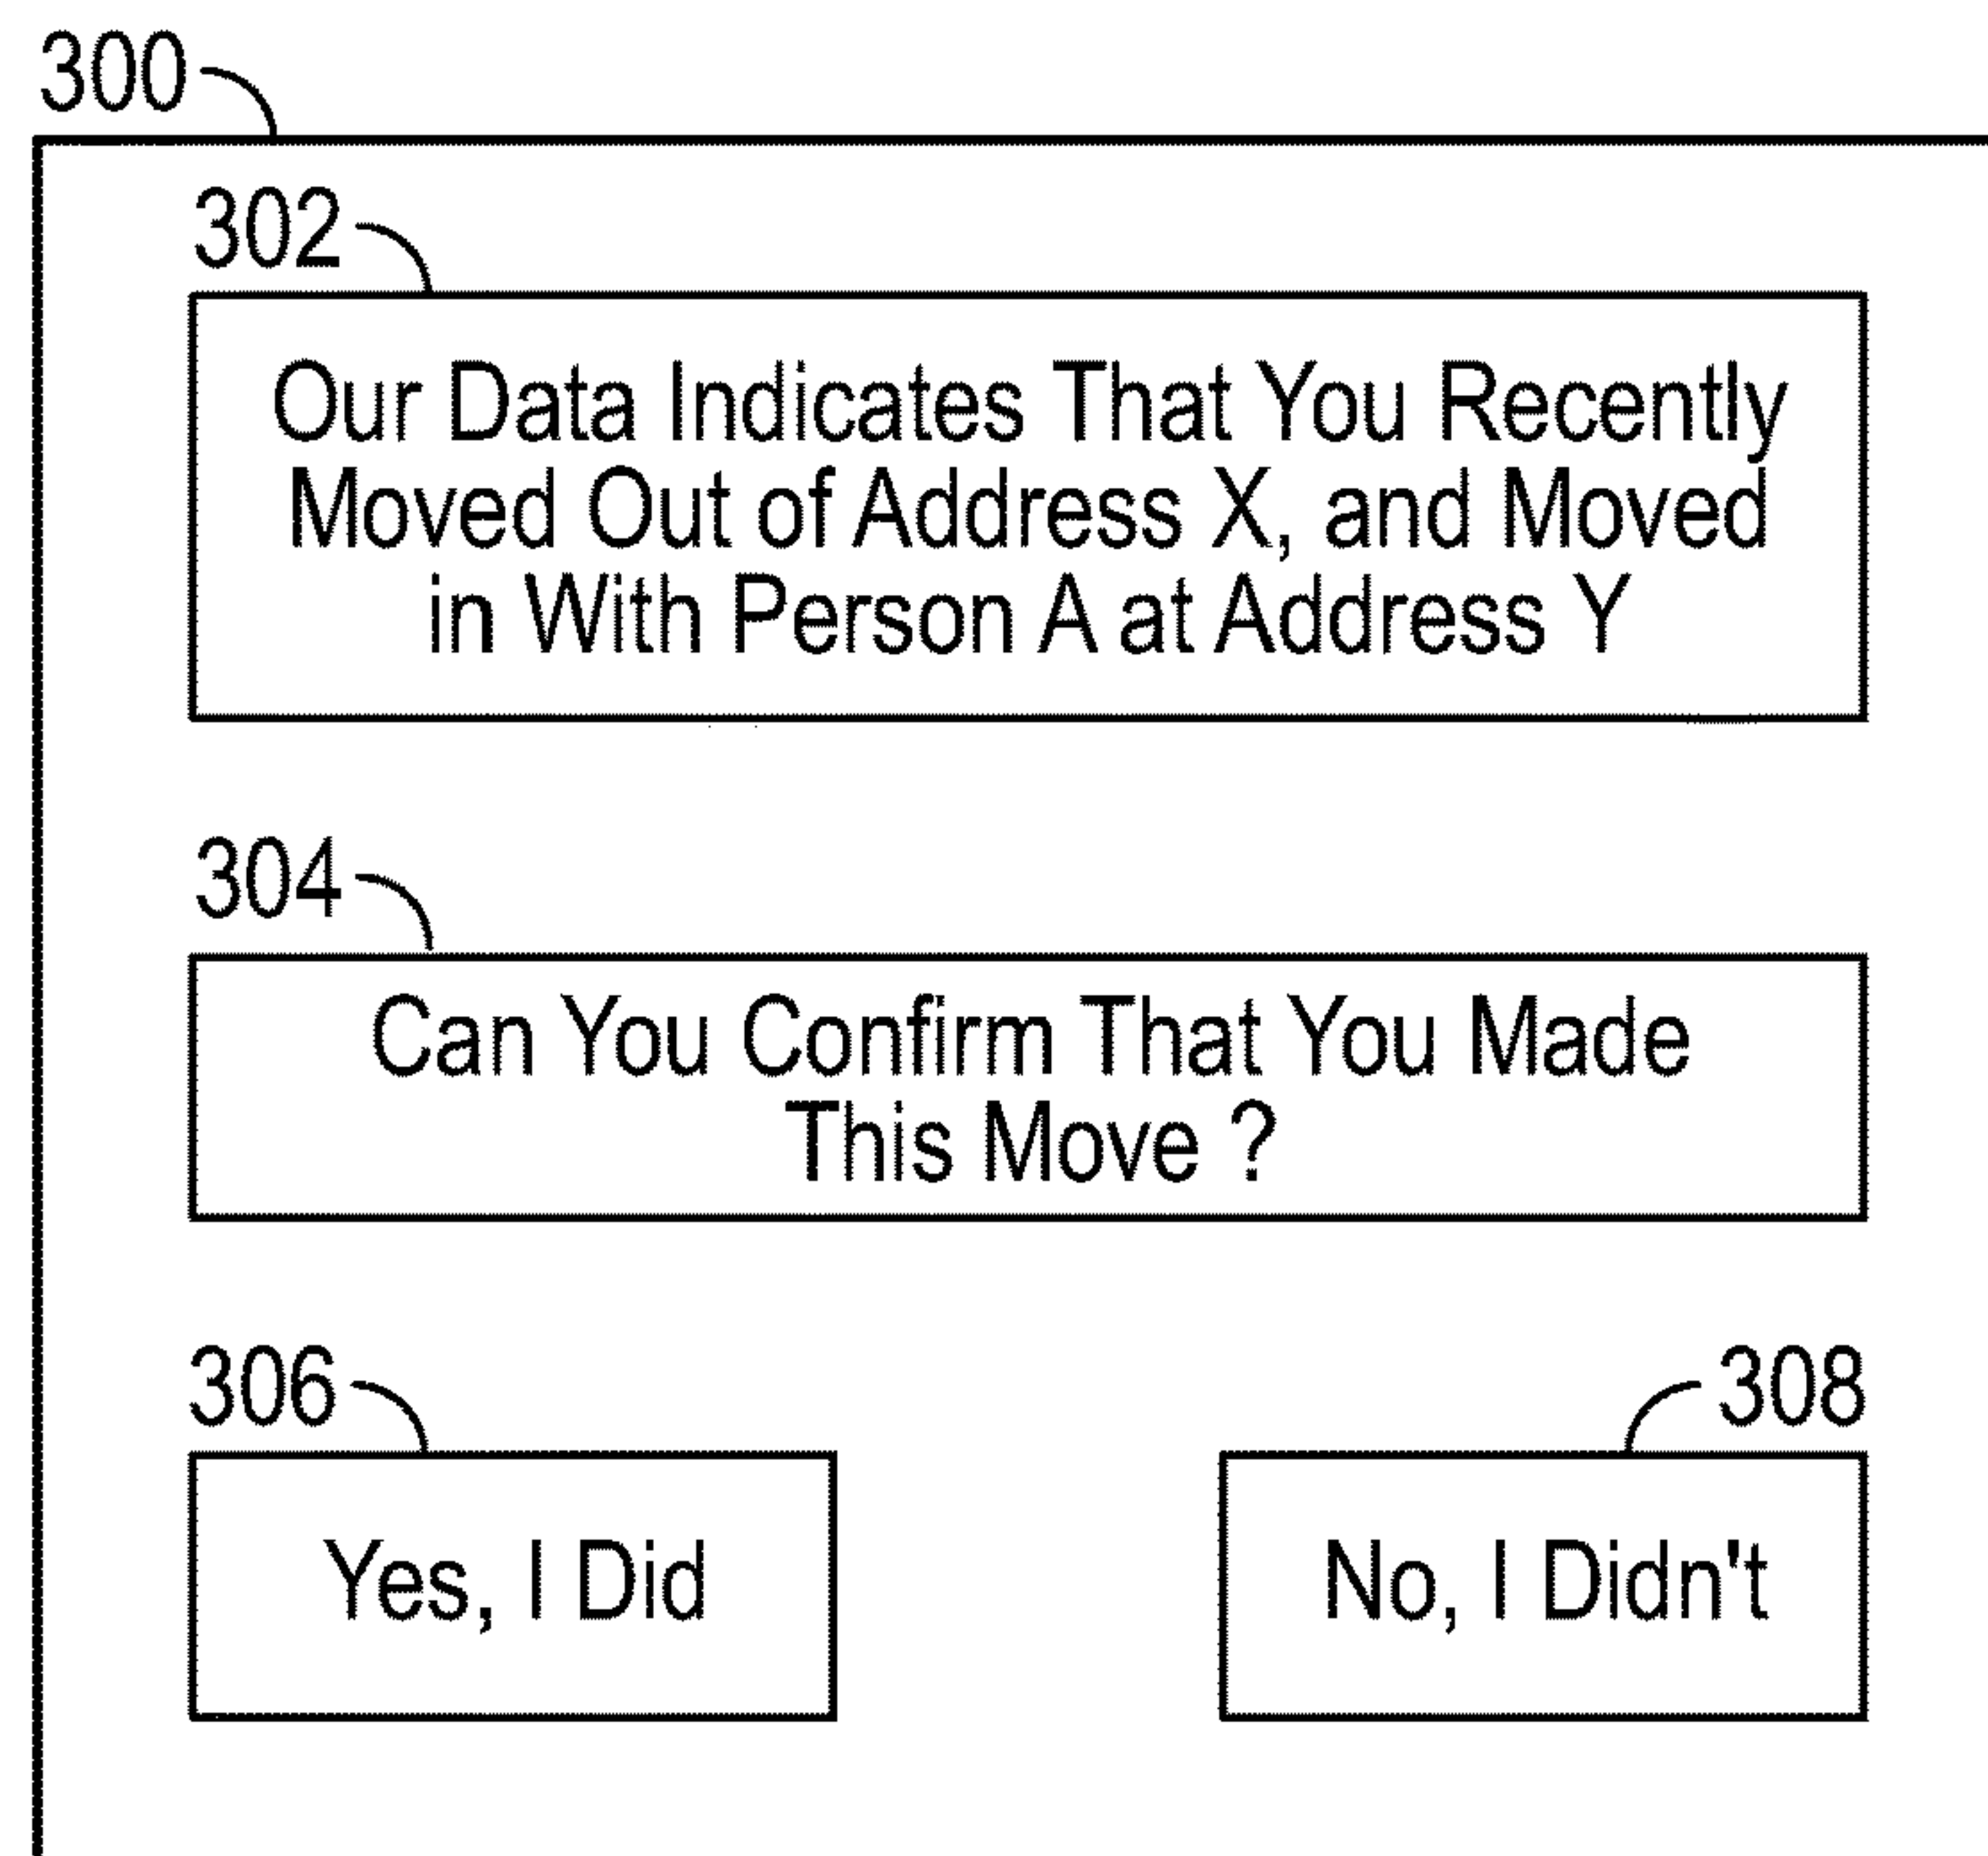 300
302
Our Data Indicates That You Recently
Moved Out of Address X, and Moved
in With Person A at Address Y
304
Can You Confirm That You Made
This Move ?
306
308
Yes, I Did
No, I Didn't